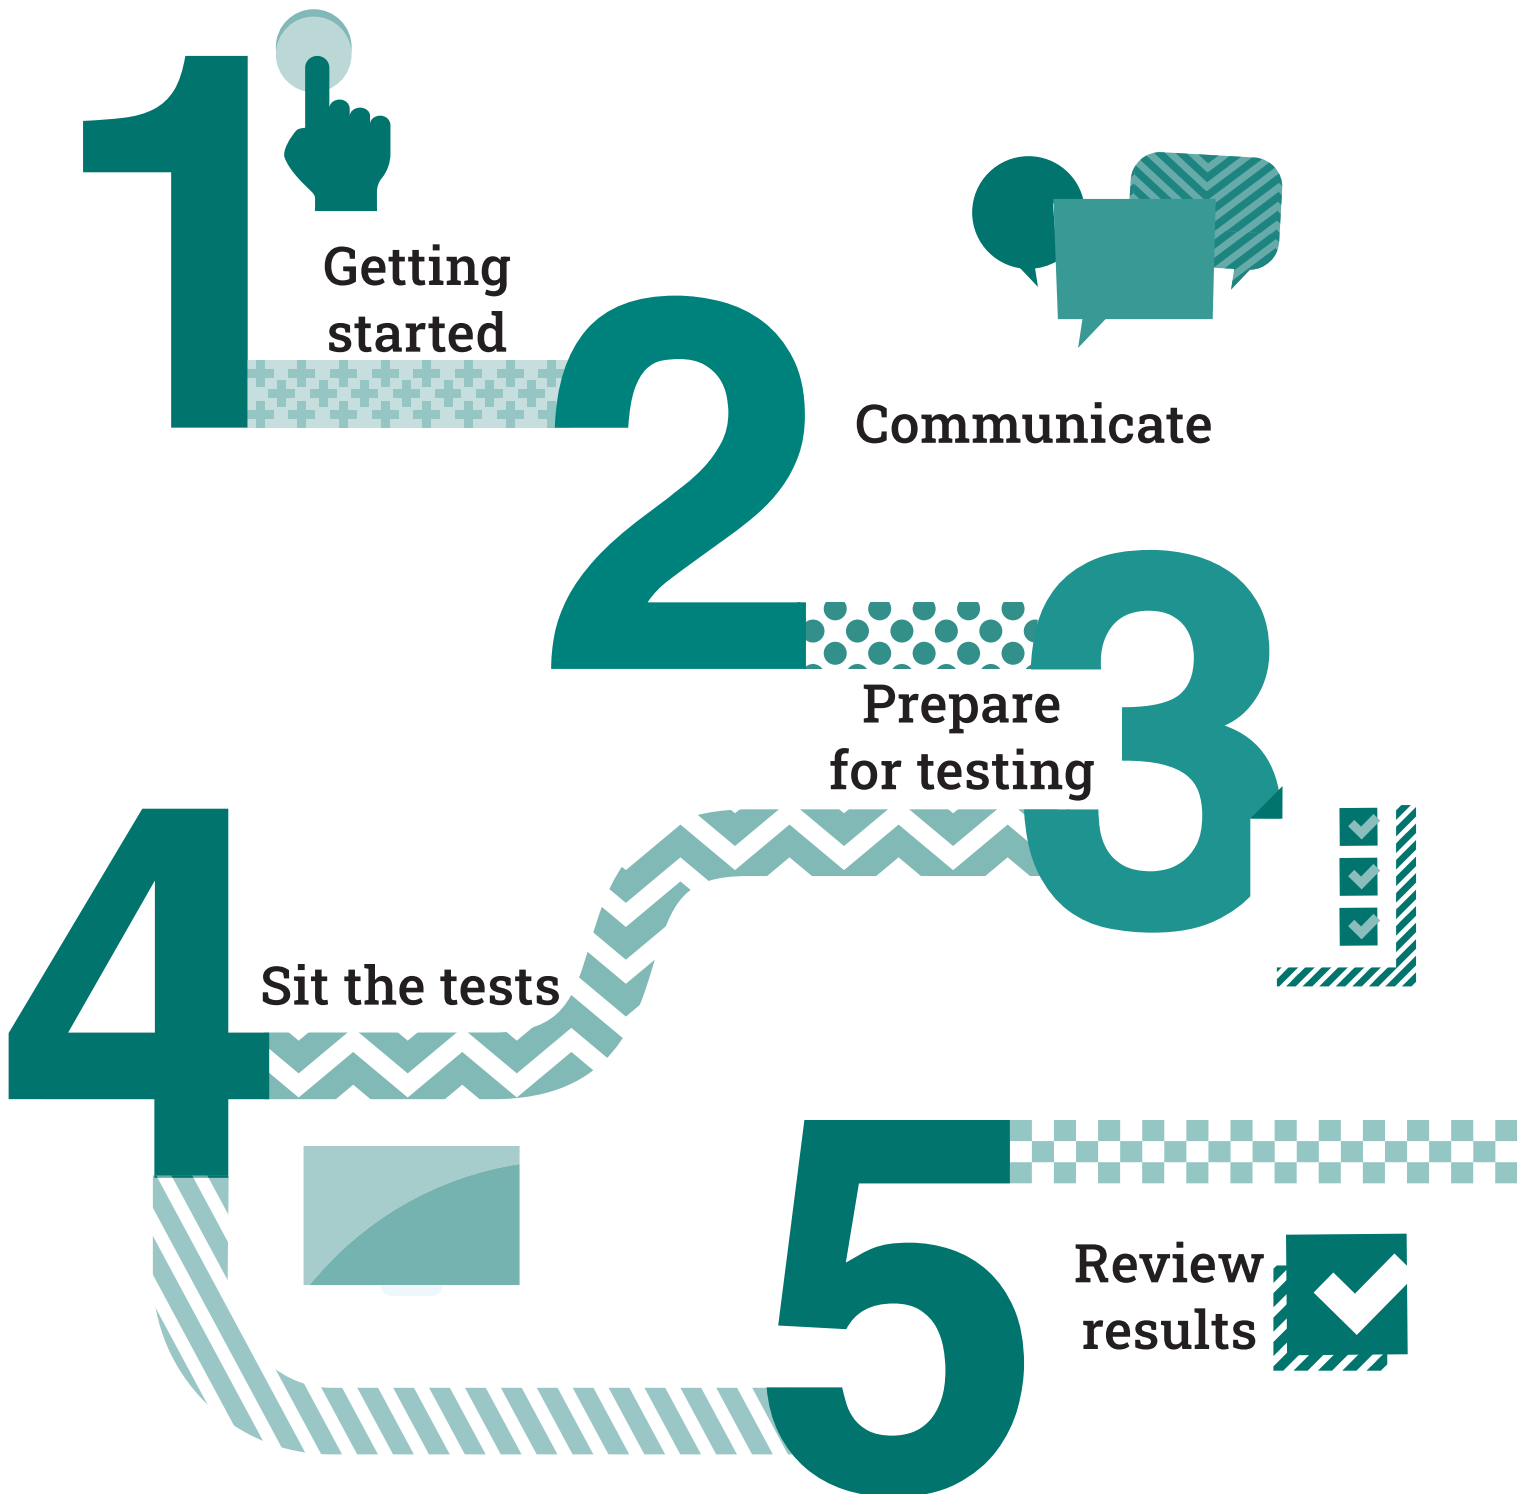 1
Getting
started
2
Communicate
3
Prepare
for testing
4
Sit the tests
5
Review
results